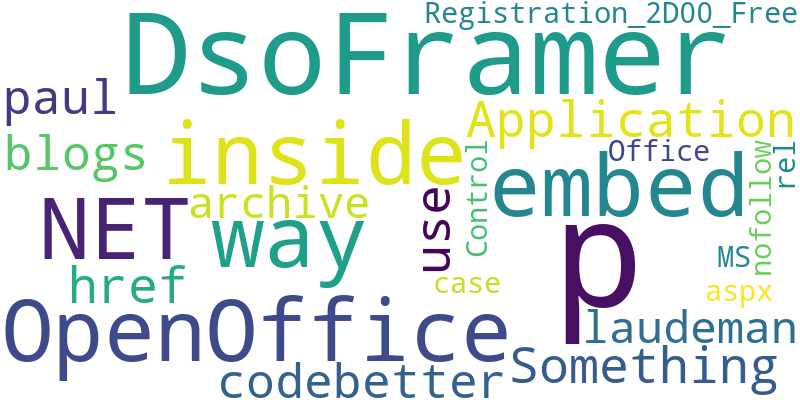 DsoFramer
Registration_2D00_Free
paul
Application
inside
blogs
Office
rel
Control
nofollow
embed
archive
use
NET
way
p
MS
href
case
aspx
OpenOffice
laudeman
Something
codebetter